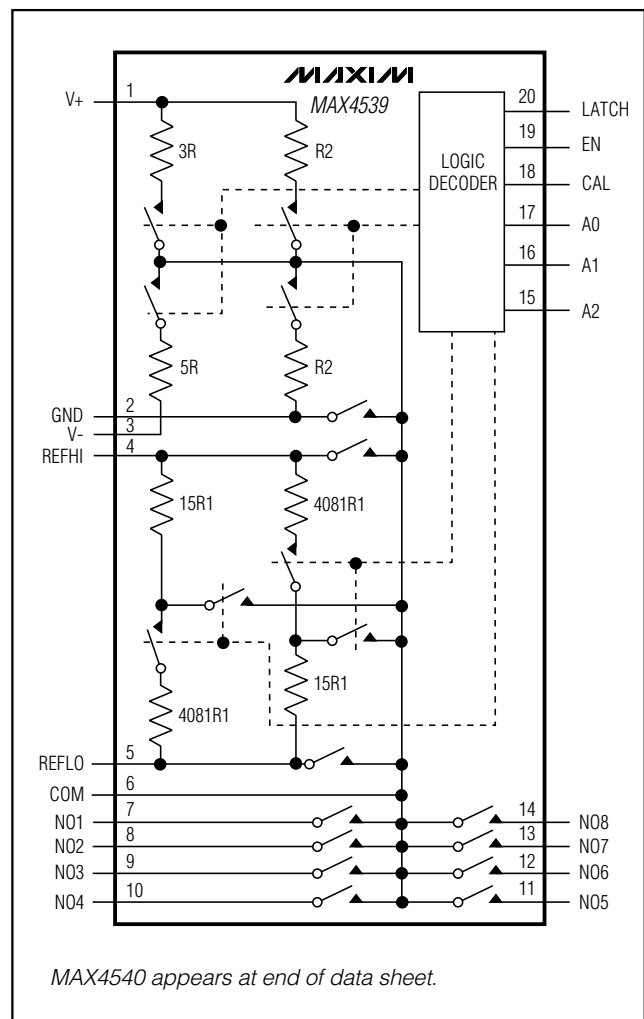 MAXIM
MAX4539
V+ 1
3R
R2
LOGIC
DECODER
20 LATCH
19 EN
18 CAL
17 A0
16 A1
15 A2
5R
R2
GND 2
V- 3
REFHI 4
15R1
4081R1
4081R1
15R1
REFLO 5
COM 6
NO1 7
14 NO8
NO2 8
13 NO7
NO3 9
12 NO6
NO4 10
11 NO5
MAX4540 appears at end of data sheet.